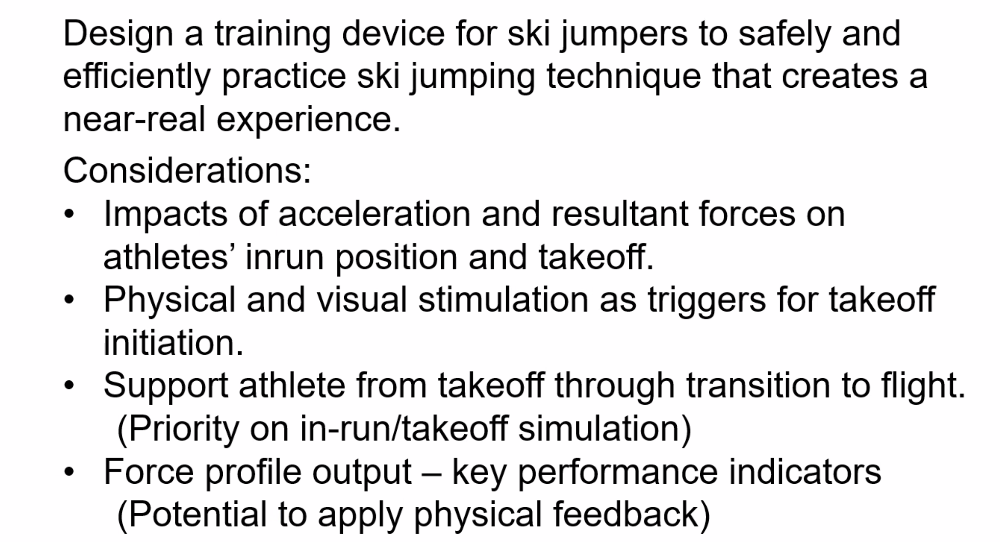 Design a training device for ski jumpers to safely and
efficiently practice ski jumping technique that creates a
near-real experience.
Considerations:
• Impacts of acceleration and resultant forces on
athletes’ inrun position and takeoff.
• Physical and visual stimulation as triggers for takeoff
initiation.
• Support athlete from takeoff through transition to flight.
(Priority on in-run/takeoff simulation)
• Force profile output – key performance indicators
(Potential to apply physical feedback)